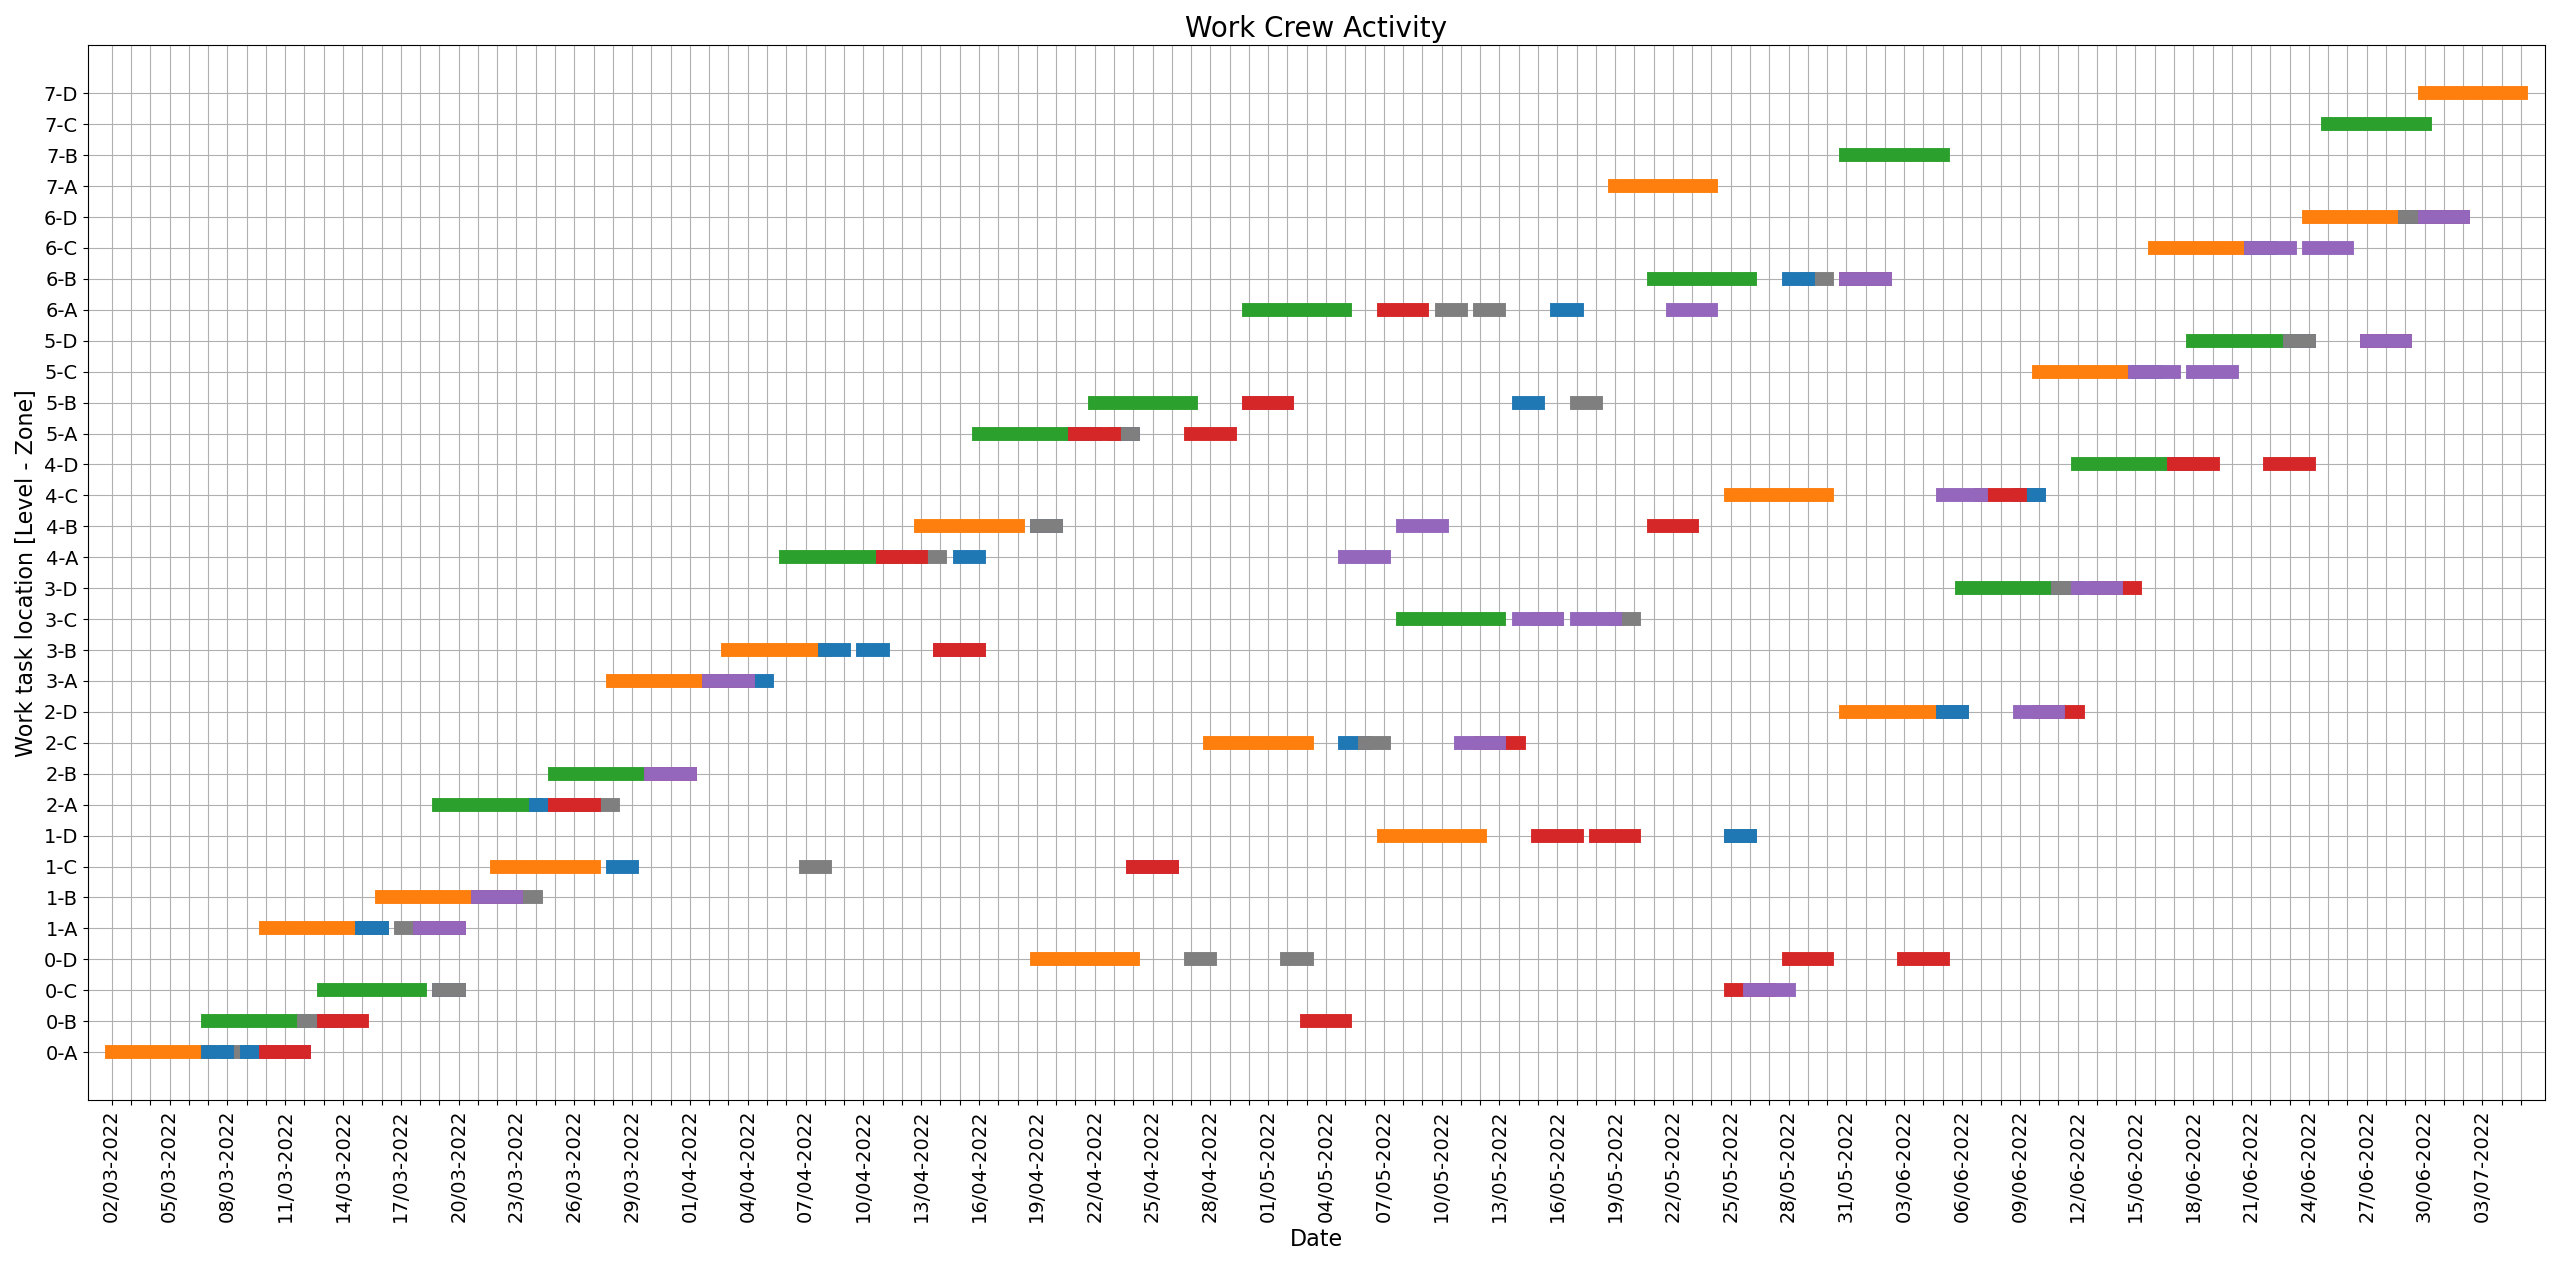 Work Crew Activity
Work task location [Level - Zone]
7-D
7-C
7-B
7-A
6-D
6-C
6-B
6-A
5-D
5-C
5-B
5-A
4-D
4-C
4-B
4-A
3-D
3-C
3-B
3-A
2-D
2-C
2-B
2-A
1-D
1-C
1-B
1-A
0-D
0-C
0-B
0-A
02/03-2022
05/03-2022
08/03-2022
11/03-2022
14/03-2022
17/03-2022
20/03-2022
23/03-2022
26/03-2022
29/03-2022
01/04-2022
04/04-2022
07/04-2022
10/04-2022
13/04-2022
16/04-2022
19/04-2022
22/04-2022
25/04-2022
28/04-2022
01/05-2022
04/05-2022
07/05-2022
10/05-2022
13/05-2022
16/05-2022
19/05-2022
22/05-2022
25/05-2022
28/05-2022
31/05-2022
03/06-2022
06/06-2022
09/06-2022
12/06-2022
15/06-2022
18/06-2022
21/06-2022
24/06-2022
27/06-2022
30/06-2022
03/07-2022
Date